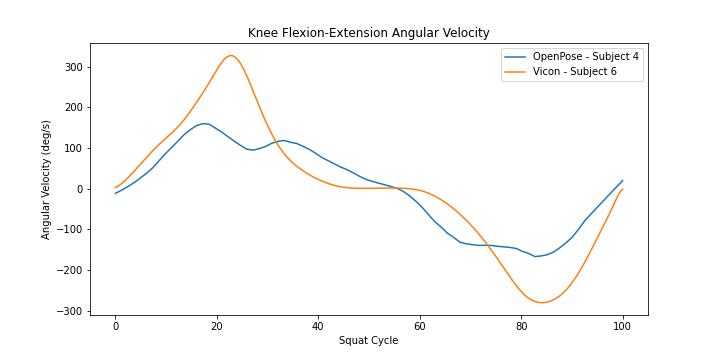 Knee Flexion-Extension Angular Velocity
OpenPose - Subject 4
Vicon - Subject 6
Angular Velocity (deg/s)
300
200
100
0
−100
−200
−300
0 20 40 60 80 100
Squat Cycle